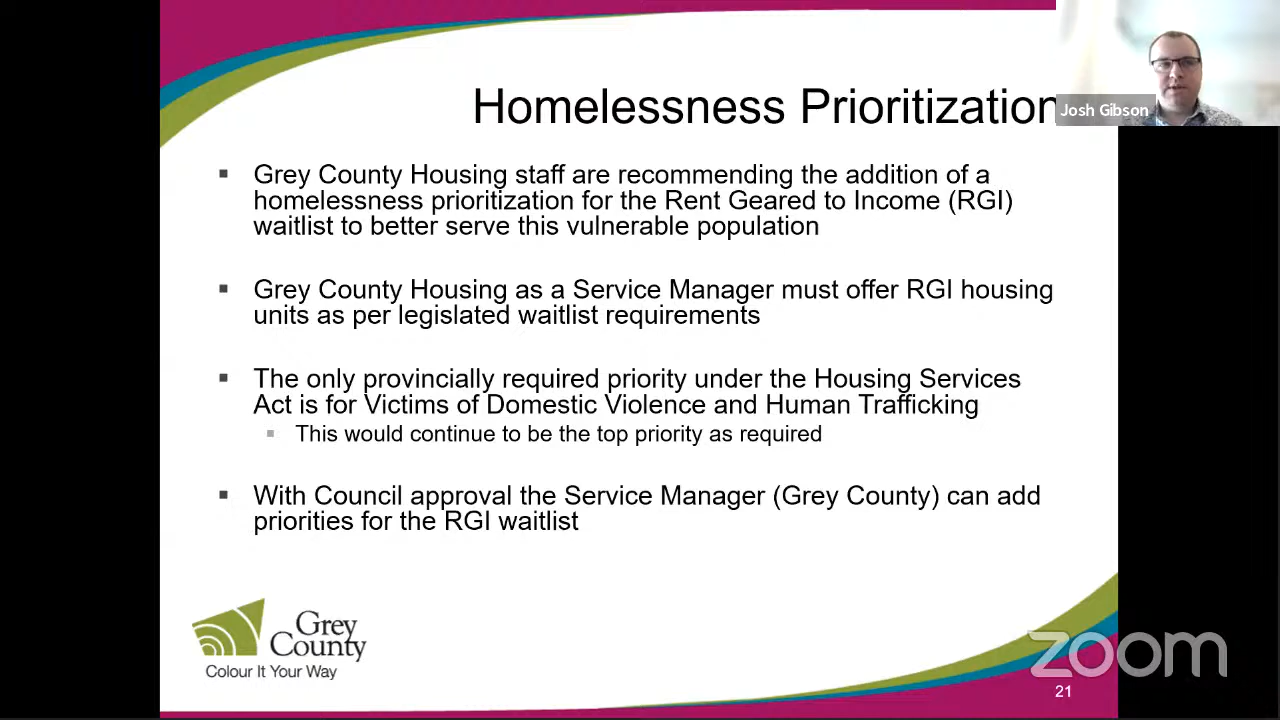 Homelessness Prioritization
Josh Gibson
▪ Grey County Housing staff are recommending the addition of a
homelessness prioritization for the Rent Geared to Income (RGI)
waitlist to better serve this vulnerable population
▪ Grey County Housing as a Service Manager must offer RGI housing
units as per legislated waitlist requirements
▪ The only provincially required priority under the Housing Services
Act is for Victims of Domestic Violence and Human Trafficking
▪ This would continue to be the top priority as required
▪ With Council approval the Service Manager (Grey County) can add
priorities for the RGI waitlist
Grey
County
Colour It Your Way
zoom
21